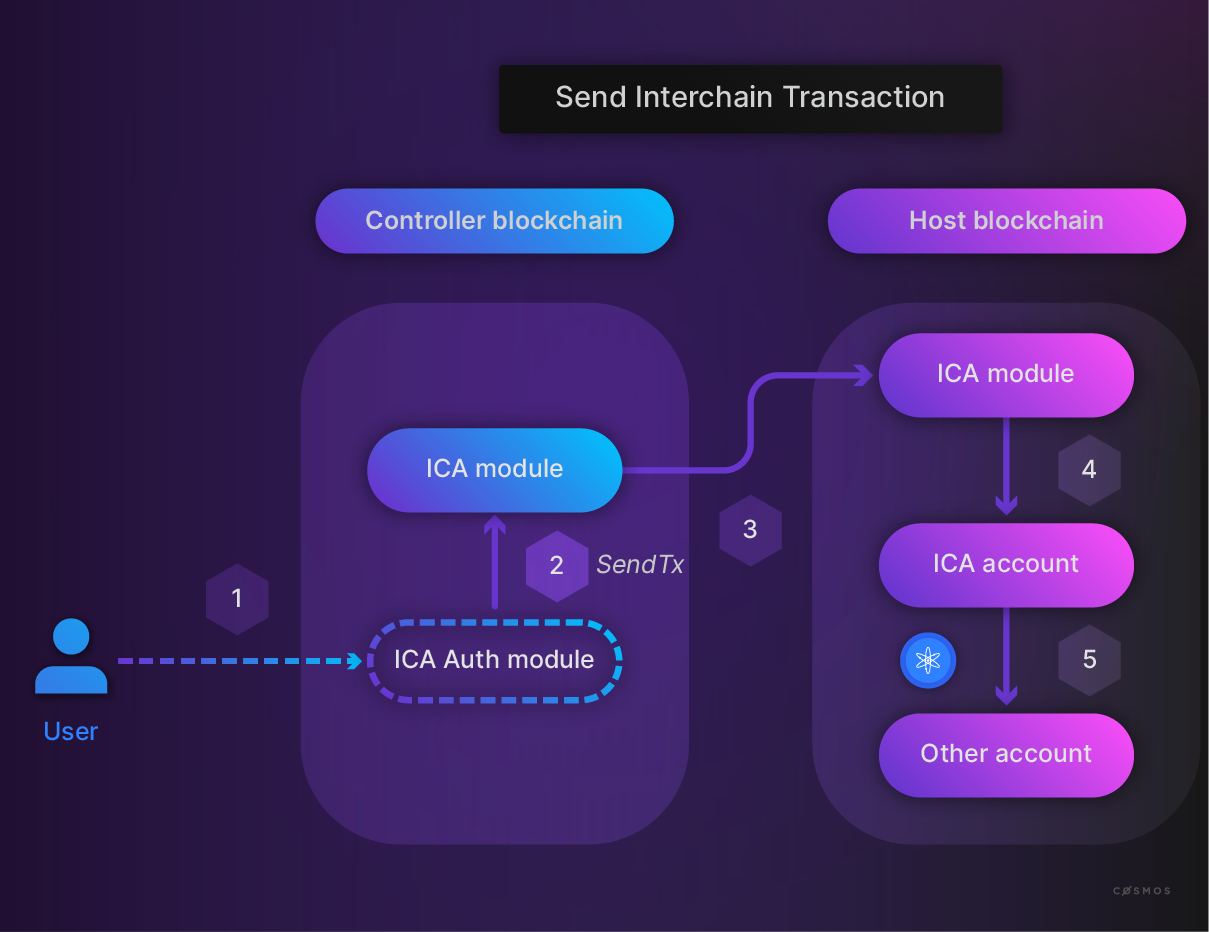 Send Interchain Transaction
Controller blockchain
Host blockchain
ICA module
4
ICA account
5
Other account
ICA module
3
2
SendTx
ICA Auth module
1
User
CØSMOS